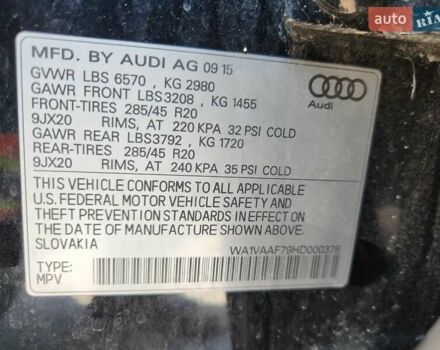 auto RIA
MFD. BY AUDI AG 09 15
GVWR LBS 6570 , KG 2980
GAWR FRONT LBS3208 , KG 1455
FRONT-TIRES 285/45 R20
9JX20 RIMS, AT 220 KPA 32 PSI COLD
GAWR REAR LBS3792 , KG 1720
REAR-TIRES 285/45 R20
9JX20 RIMS, AT 240 KPA 35 PSI COLD
Audi
THIS VEHICLE CONFORMS TO ALL APPLICABLE
U.S. FEDERAL MOTOR VEHICLE SAFETY AND
THEFT PREVENTION STANDARDS IN EFFECT ON
THE DATE OF MANUFACTURE SHOWN ABOVE.
SLOVAKIA
WA1VAAF79HD000378
TYPE:
MPV